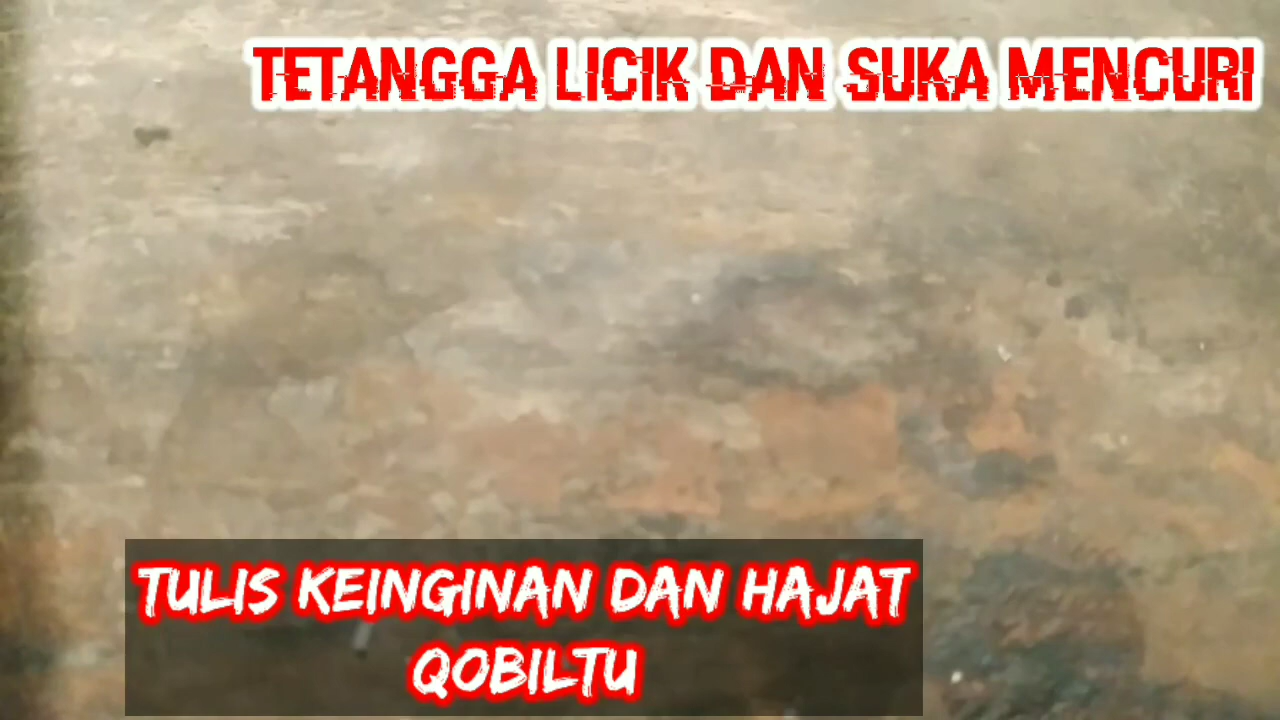 TETANGGA LICIK DAN SUKA MENCURI
TULIS KEINGINAN DAN HAJAT
QOBILTU